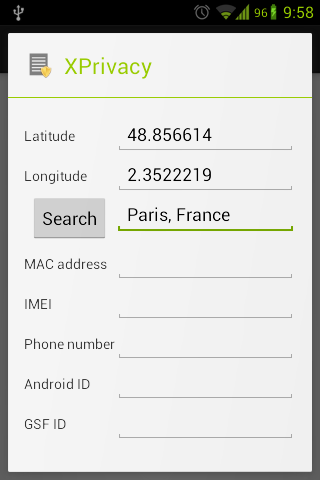 96 9:58
XPrivacy
Latitude 48.856614
Longitude 2.3522219
Search Paris, France
MAC address
IMEI
Phone number
Android ID
GSF ID